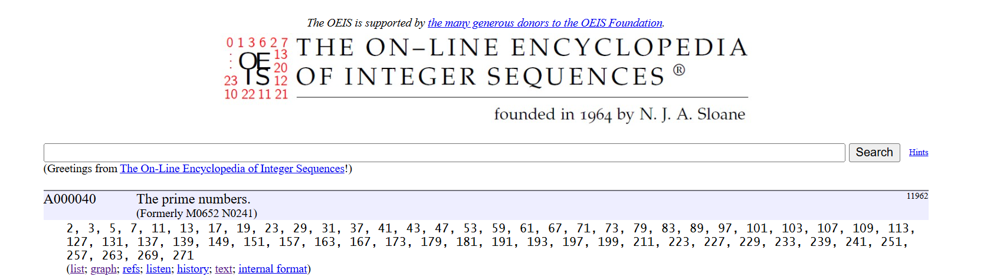 The OEIS is supported by the many generous donors to the OEIS Foundation.
0 1 3 6 2 7
: OE 13
: IS 20
23 12
10 22 11 21
THE ON–LINE ENCYCLOPEDIA
OF INTEGER SEQUENCES ®
founded in 1964 by N. J. A. Sloane
Search Hints
(Greetings from The On-Line Encyclopedia of Integer Sequences!)
A000040 The prime numbers. 11962
(Formerly M0652 N0241)
2, 3, 5, 7, 11, 13, 17, 19, 23, 29, 31, 37, 41, 43, 47, 53, 59, 61, 67, 71, 73, 79, 83, 89, 97, 101, 103, 107, 109, 113,
127, 131, 137, 139, 149, 151, 157, 163, 167, 173, 179, 181, 191, 193, 197, 199, 211, 223, 227, 229, 233, 239, 241, 251,
257, 263, 269, 271
(list; graph; refs; listen; history; text; internal format)